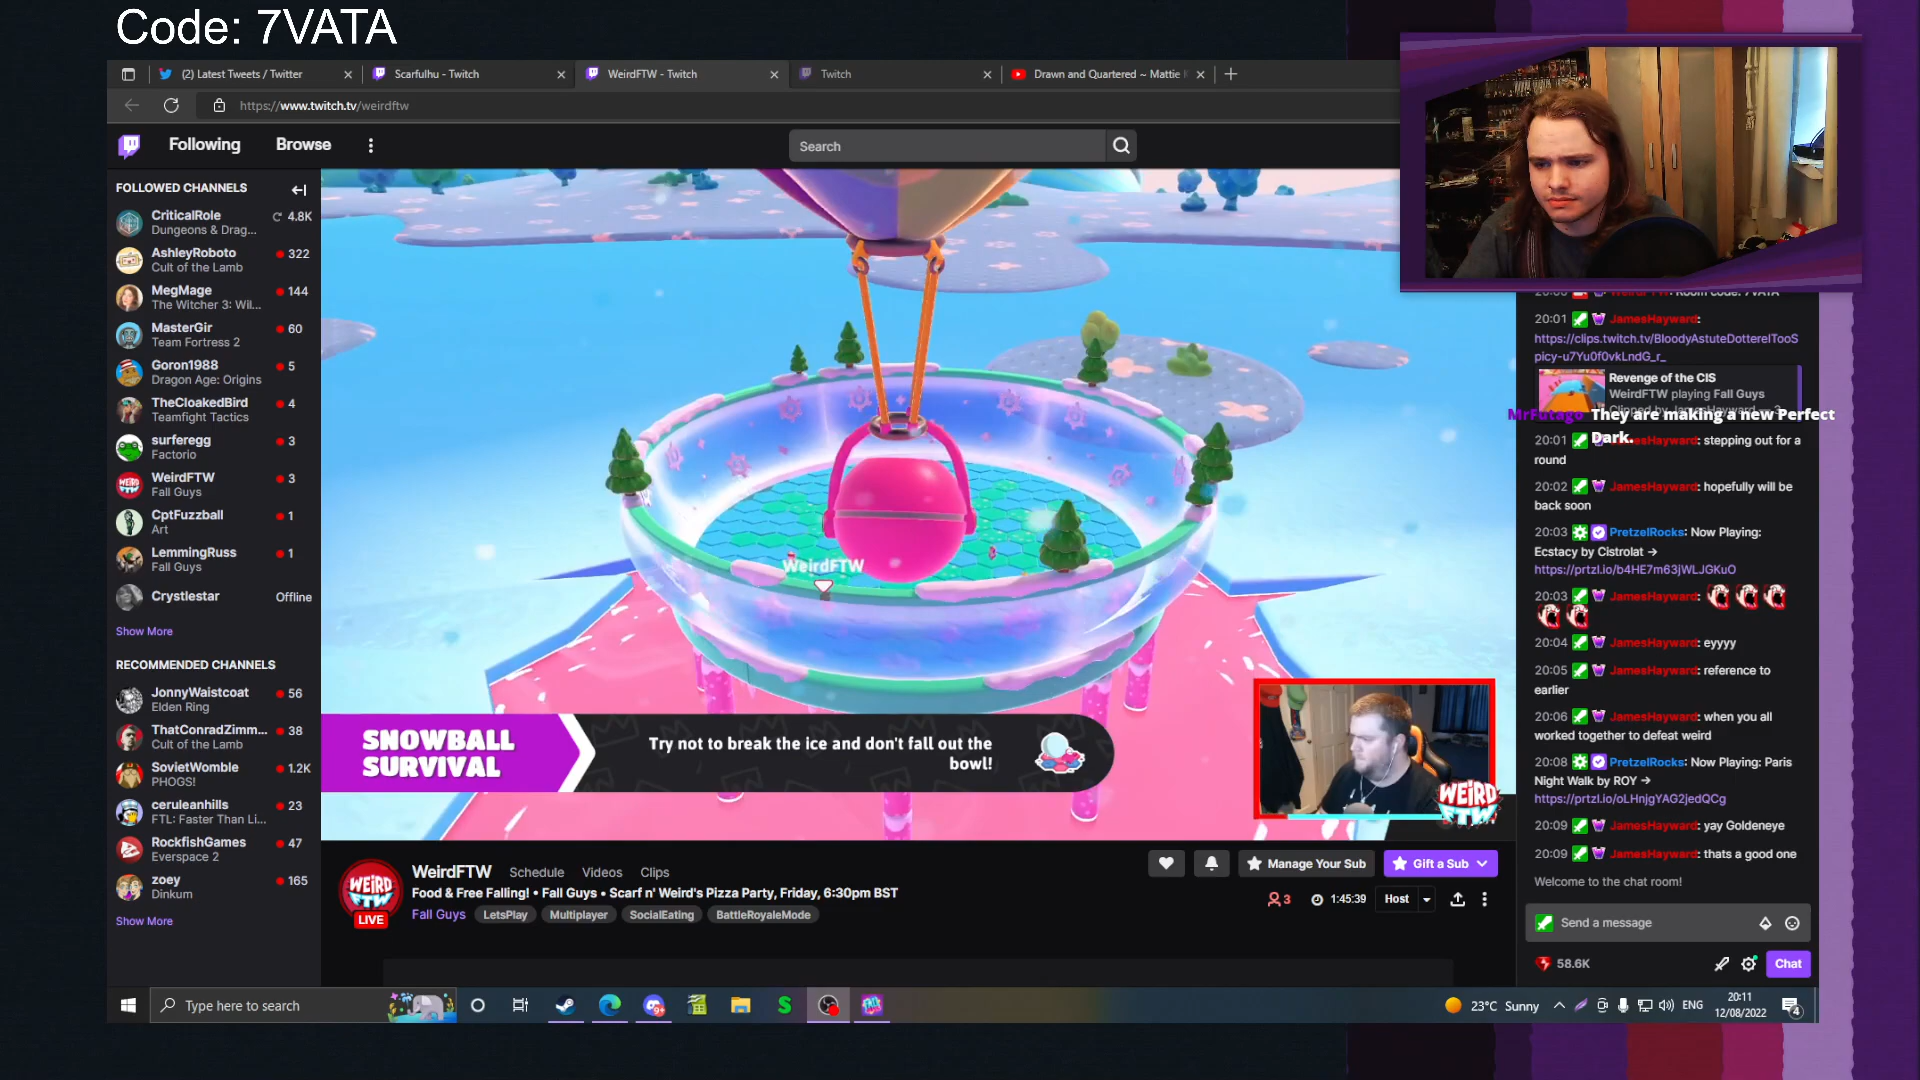 Code: 7VATA
(2) Latest Tweets / Twitter
Scarfulhu - Twitch
WeirdFTW - Twitch
Twitch
Drawn and Quartered ~ Mattie
https://www.twitch.tv/weirdftw
Following
Browse
Search
FOLLOWED CHANNELS
CriticalRole
4.8K
Dungeons & Drag...
AshleyRoboto
322
Cult of the Lamb
MegMage
144
The Witcher 3: Wil...
MasterGir
60
Team Fortress 2
Goron1988
5
Dragon Age: Origins
TheCloakedBird
4
Teamfight Tactics
surferegg
3
Factorio
WeirdFTW
3
Fall Guys
CptFuzzball
1
Art
LemmingRuss
1
Fall Guys
Crystlestar
Offline
Show More
RECOMMENDED CHANNELS
JonnyWaistcoat
56
Elden Ring
ThatConradZimm...
38
Cult of the Lamb
SovietWomble
1.2K
PHOGS!
ceruleanhills
23
FTL: Faster Than Li...
RockfishGames
47
Everspace 2
zoey
165
Dinkum
Show More
WeirdFTW
SNOWBALL
SURVIVAL
Try not to break the ice and don't fall out the
bowl!
WEIRD
FTW
WEIRD
FTW
LIVE
WeirdFTW
Schedule
Videos
Clips
Food & Free Falling! • Fall Guys • Scarf n' Weird's Pizza Party, Friday, 6:30pm BST
Fall Guys
LetsPlay
Multiplayer
SocialEating
BattleRoyaleMode
Manage Your Sub
Gift a Sub
3
1:45:39
Host
WeirdFTW: Room code: 7VATA
20:01 JamesHayward:
https://clips.twitch.tv/BloodyAstuteDotterelTooS
picy-u7Yu0f0vkLndG_r_
Revenge of the CIS
WeirdFTW playing Fall Guys
Clipped by JamesHayward
MrFutago They are making a new Perfect
Dark.
20:01 JamesHayward: stepping out for a
round
20:02 JamesHayward: hopefully will be
back soon
20:03 PretzelRocks: Now Playing:
Ecstacy by Cistrolat →
https://prtzl.io/b4HE7m63jWLJGKuO
20:03 JamesHayward:
20:04 JamesHayward: eyyyy
20:05 JamesHayward: reference to
earlier
20:06 JamesHayward: when you all
worked together to defeat weird
20:08 PretzelRocks: Now Playing: Paris
Night Walk by ROY →
https://prtzl.io/oLHnjgYAG2jedQCg
20:09 JamesHayward: yay Goldeneye
20:09 JamesHayward: thats a good one
Welcome to the chat room!
Send a message
58.6K
Chat
Type here to search
23°C Sunny
ENG
20:11
12/08/2022
4